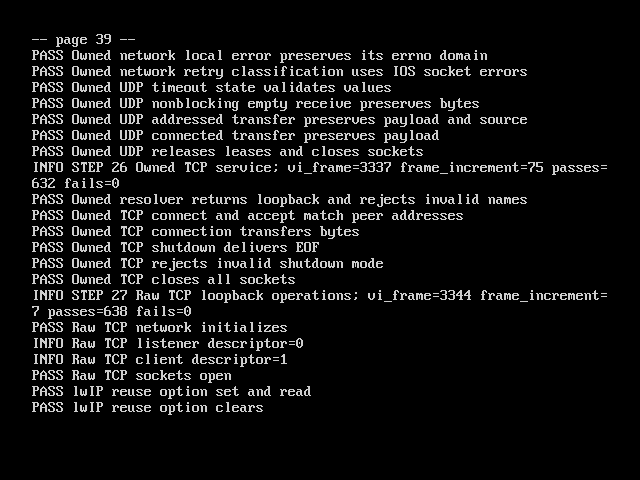 -- page 39 --
PASS Owned network local error preserves its errno domain
PASS Owned network retry classification uses IOS socket errors
PASS Owned UDP timeout state validates values
PASS Owned UDP nonblocking empty receive preserves bytes
PASS Owned UDP addressed transfer preserves payload and source
PASS Owned UDP connected transfer preserves payload
PASS Owned UDP releases leases and closes sockets
INFO STEP 26 Owned TCP service; vi_frame=3337 frame_increment=75 passes=
632 fails=0
PASS Owned resolver returns loopback and rejects invalid names
PASS Owned TCP connect and accept match peer addresses
PASS Owned TCP connection transfers bytes
PASS Owned TCP shutdown delivers EOF
PASS Owned TCP rejects invalid shutdown mode
PASS Owned TCP closes all sockets
INFO STEP 27 Raw TCP loopback operations; vi_frame=3344 frame_increment=
7 passes=638 fails=0
PASS Raw TCP network initializes
INFO Raw TCP listener descriptor=0
INFO Raw TCP client descriptor=1
PASS Raw TCP sockets open
PASS lwIP reuse option set and read
PASS lwIP reuse option clears